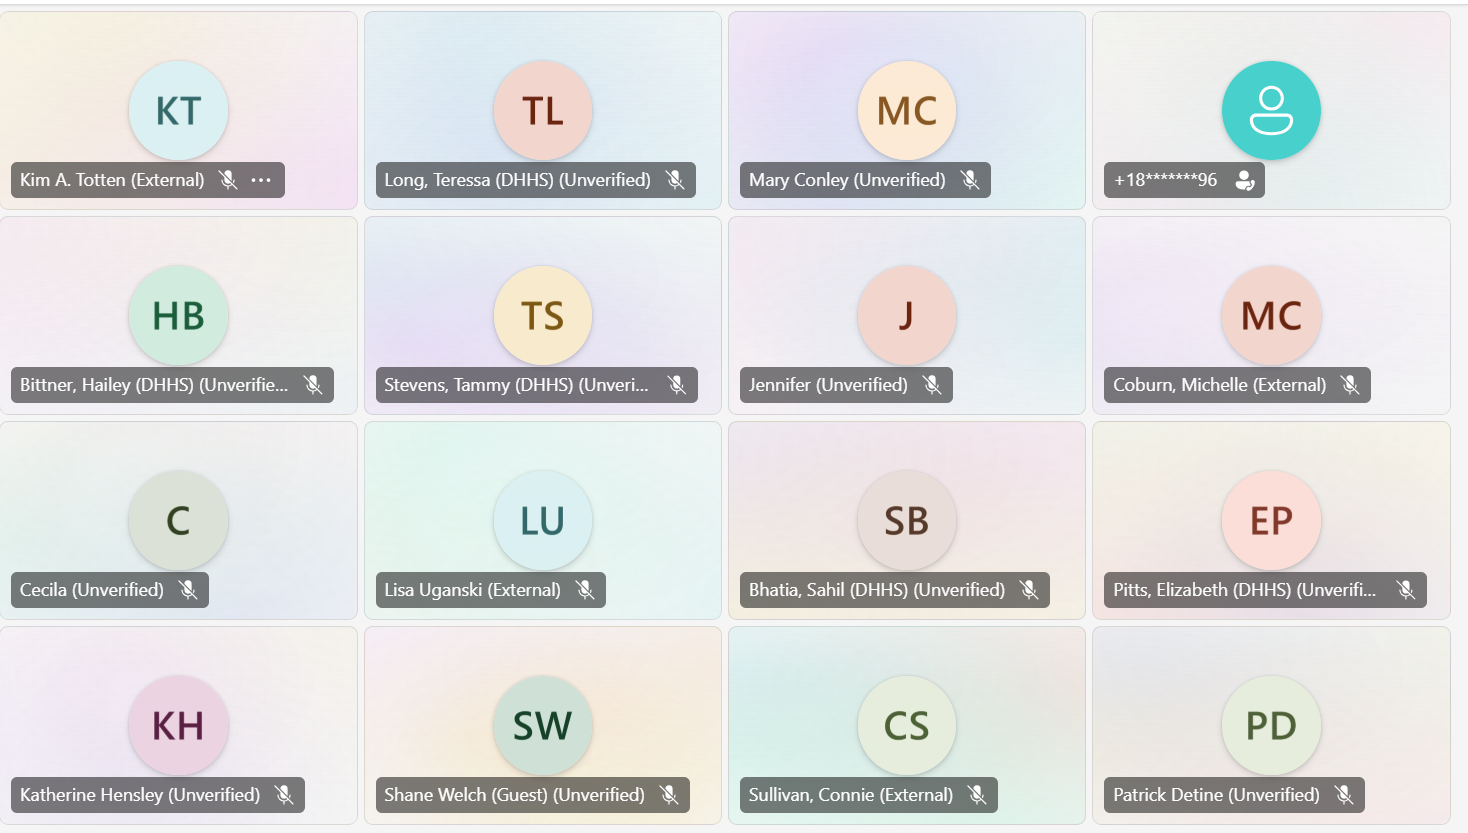 KT
Kim A. Totten (External)
TL
Long, Teressa (DHHS) (Unverified)
MC
Mary Conley (Unverified)
+18*******96
HB
Bittner, Hailey (DHHS) (Unverifie...
TS
Stevens, Tammy (DHHS) (Unveri...
J
Jennifer (Unverified)
MC
Coburn, Michelle (External)
C
Cecila (Unverified)
LU
Lisa Uganski (External)
SB
Bhatia, Sahil (DHHS) (Unverified)
EP
Pitts, Elizabeth (DHHS) (Unverifi...
KH
Katherine Hensley (Unverified)
SW
Shane Welch (Guest) (Unverified)
CS
Sullivan, Connie (External)
PD
Patrick Detine (Unverified)